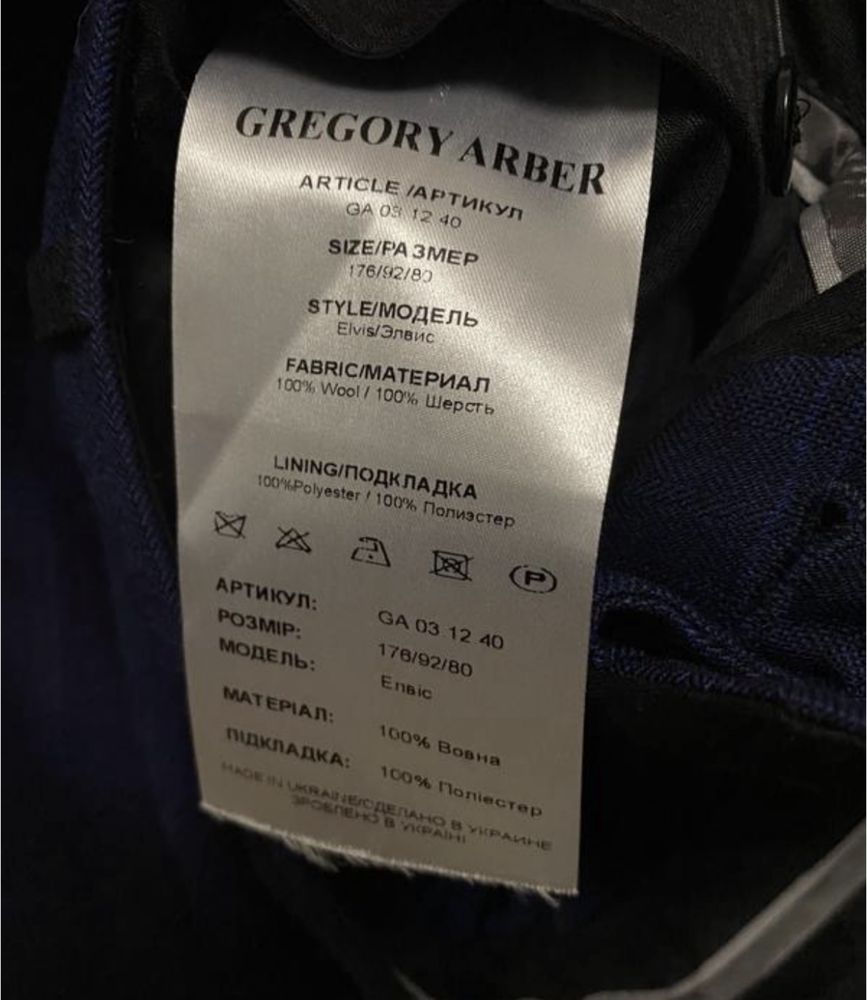 GREGORY ARBER
ARTICLE /АРТИКУЛ
GA 03 12 40
SIZE/РАЗМЕР
176/92/80
STYLE/МОДЕЛЬ
Elvis/Элвис
FABRIC/МАТЕРИАЛ
100% Wool / 100% Шерсть
LINING/ПОДКЛАДКА
100%Polyester / 100% Полиэстер
P
АРТИКУЛ: GA 03 12 40
РОЗМІР: 176/92/80
МОДЕЛЬ: Елвіс
МАТЕРІАЛ: 100% Вовна
ПІДКЛАДКА: 100% Поліестер
MADE IN UKRAINE/СДЕЛАНО В УКРАИНЕ
ЗРОБЛЕНО В УКРАЇНІ